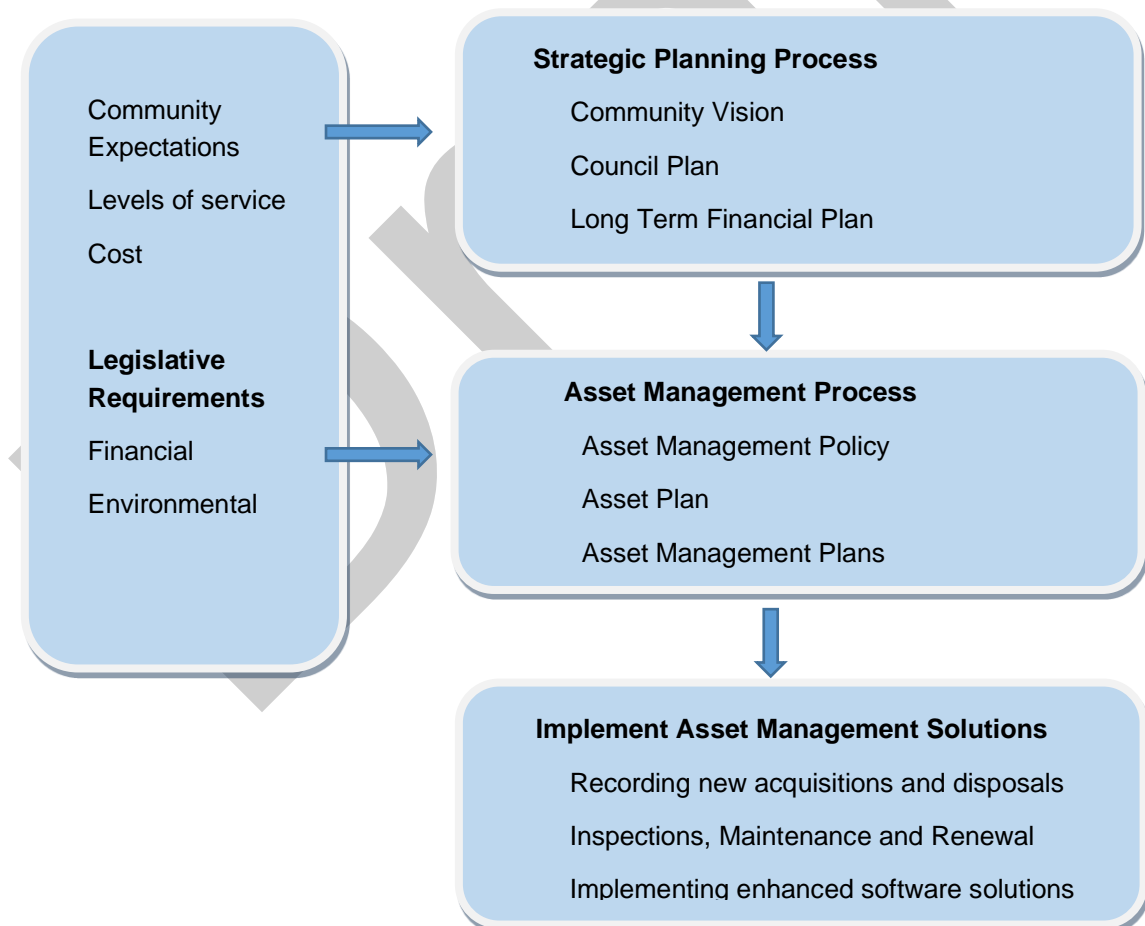 Community
Expectations
Levels of service
Cost
Legislative
Requirements
Financial
Environmental
Strategic Planning Process
Community Vision
Council Plan
Long Term Financial Plan
Asset Management Process
Asset Management Policy
Asset Plan
Asset Management Plans
Implement Asset Management Solutions
Recording new acquisitions and disposals
Inspections, Maintenance and Renewal
Implementing enhanced software solutions